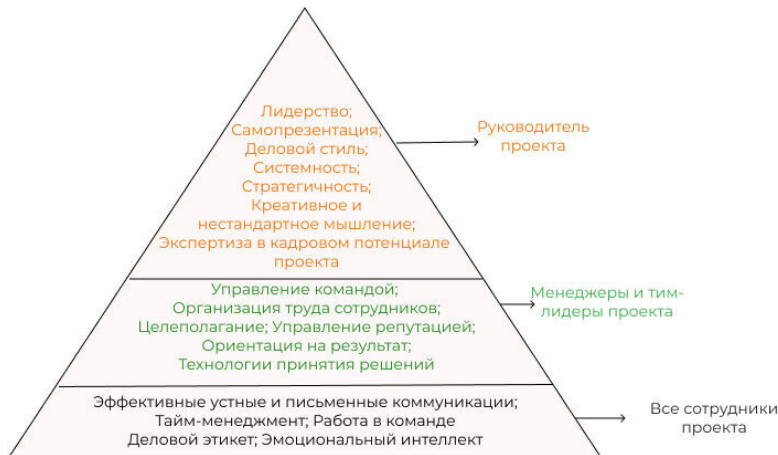 Лидерство;
Самопрезентация;
Деловой стиль;
Системность;
Стратегичность;
Креативное и
нестандартное мышление;
Экспертиза в кадровом потенциале
проекта
Руководитель
проекта
Управление командой;
Организация труда сотрудников;
Целеполагание; Управление репутацией;
Ориентация на результат;
Технологии принятия решений
Менеджеры и тим-
лидеры проекта
Эффективные устные и письменные коммуникации;
Тайм-менеджмент; Работа в команде
Деловой этикет; Эмоциональный интеллект
Все сотрудники
проекта